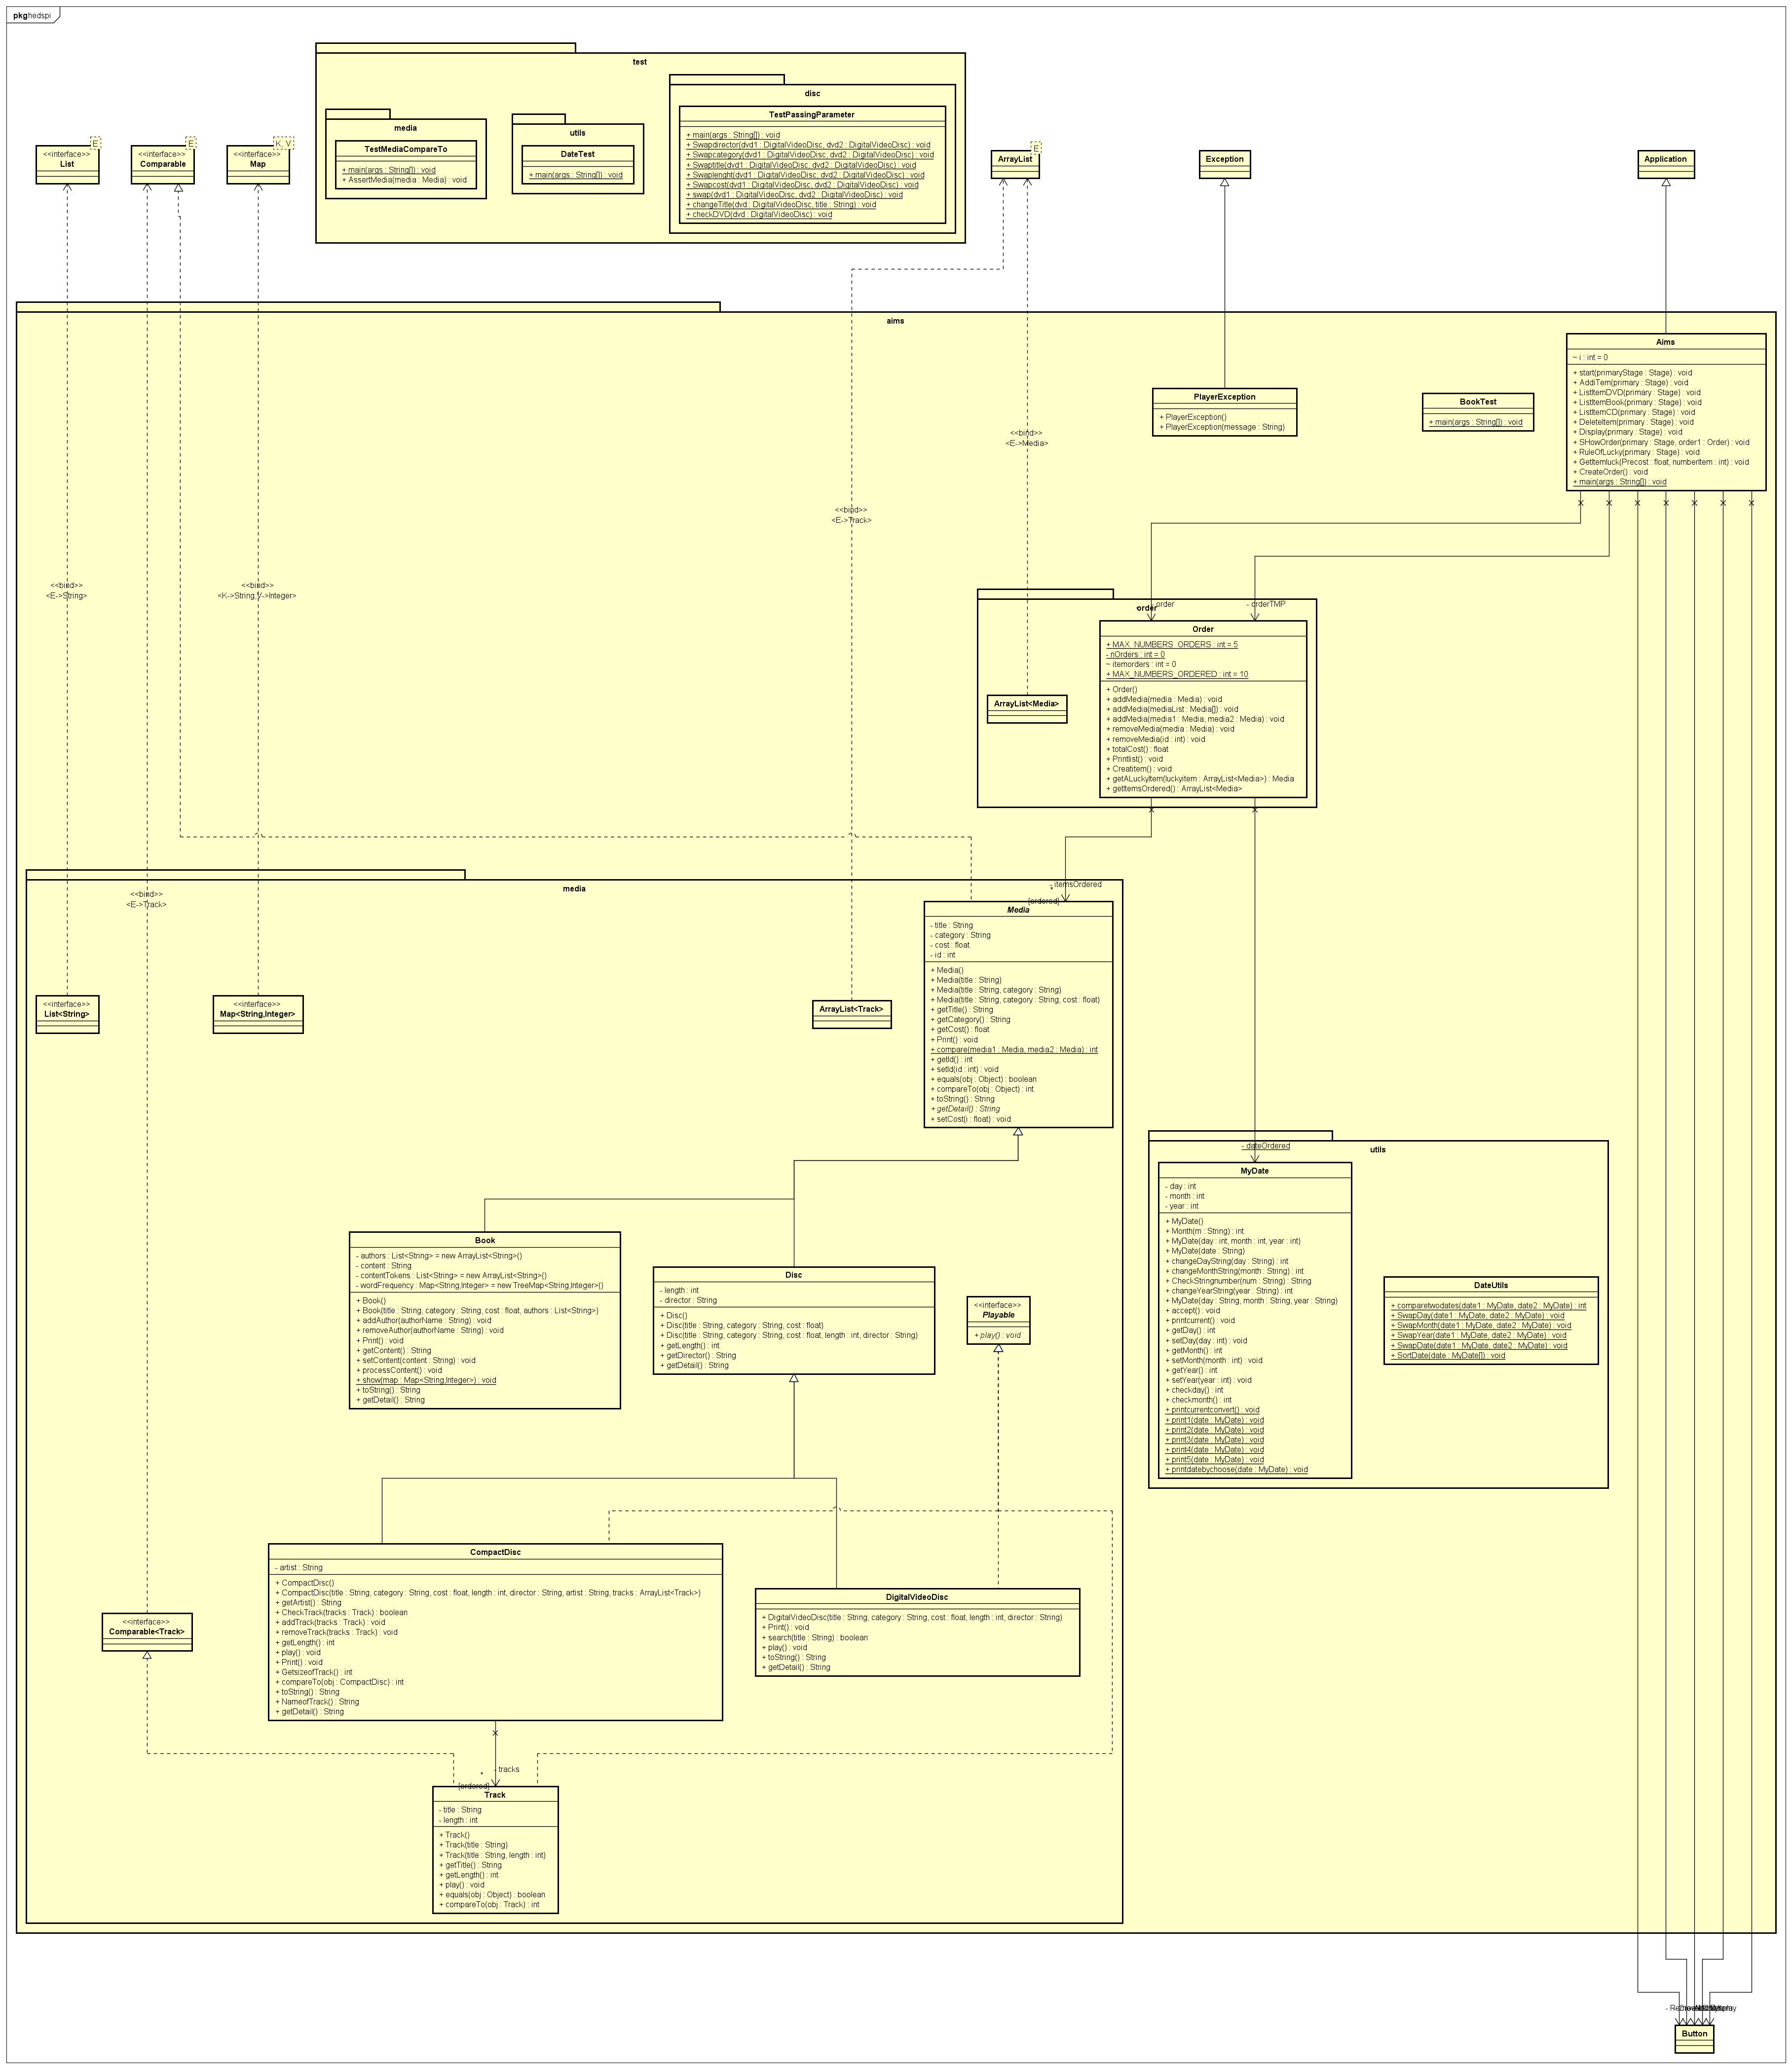 pkg hedspi
test
media
TestMediaCompareTo
+ main(args : String[]) : void
+ AssertMedia(media : Media) : void
utils
DateTest
+ main(args : String[]) : void
disc
TestPassingParameter
+ main(args : String[]) : void
+ Swapdirector(dvd1 : DigitalVideoDisc, dvd2 : DigitalVideoDisc) : void
+ Swapcategory(dvd1 : DigitalVideoDisc, dvd2 : DigitalVideoDisc) : void
+ Swaptitle(dvd1 : DigitalVideoDisc, dvd2 : DigitalVideoDisc) : void
+ Swaplenght(dvd1 : DigitalVideoDisc, dvd2 : DigitalVideoDisc) : void
+ Swapcost(dvd1 : DigitalVideoDisc, dvd2 : DigitalVideoDisc) : void
+ swap(dvd1 : DigitalVideoDisc, dvd2 : DigitalVideoDisc) : void
+ changeTitle(dvd : DigitalVideoDisc, title : String) : void
+ checkDVD(dvd : DigitalVideoDisc) : void
E
<<interface>>
List
E
<<interface>>
Comparable
K, V
<<interface>>
Map
E
ArrayList
Exception
Application
aims
Aims
~ i : int = 0
+ start(primaryStage : Stage) : void
+ AddiTem(primary : Stage) : void
+ ListItemDVD(primary : Stage) : void
+ ListItemBook(primary : Stage) : void
+ ListItemCD(primary : Stage) : void
+ DeleteItem(primary : Stage) : void
+ Display(primary : Stage) : void
+ SHowOrder(primary : Stage, order1 : Order) : void
+ RuleOfLucky(primary : Stage) : void
+ GetItemluck(Precost : float, numberItem : int) : void
+ CreateOrder() : void
+ main(args : String[]) : void
PlayerException
+ PlayerException()
+ PlayerException(message : String)
BookTest
+ main(args : String[]) : void
<<bind>>
<E->Media>
<<bind>>
<E->Track>
<<bind>>
<E->String>
<<bind>>
<K->String,V->Integer>
order
- order
- orderTMP
Order
+ MAX_NUMBERS_ORDERS : int = 5
- nOrders : int = 0
~ itemorders : int = 0
+ MAX_NUMBERS_ORDERED : int = 10
+ Order()
+ addMedia(media : Media) : void
+ addMedia(mediaList : Media[]) : void
+ addMedia(media1 : Media, media2 : Media) : void
+ removeMedia(media : Media) : void
+ removeMedia(id : int) : void
+ totalCost() : float
+ Printlist() : void
+ Creatitem() : void
+ getALuckyItem(luckyitem : ArrayList<Media>) : Media
+ getItemsOrdered() : ArrayList<Media>
ArrayList<Media>
media
<<bind>>
<E->Track>
- itemsOrdered
*
{ordered}
Media
- title : String
- category : String
- cost : float
- id : int
+ Media()
+ Media(title : String)
+ Media(title : String, category : String)
+ Media(title : String, category : String, cost : float)
+ getTitle() : String
+ getCategory() : String
+ getCost() : float
+ Print() : void
+ compare(media1 : Media, media2 : Media) : int
+ getId() : int
+ setId(id : int) : void
+ equals(obj : Object) : boolean
+ compareTo(obj : Object) : int
+ toString() : String
+ getDetail() : String
+ setCost(i : float) : void
<<interface>>
List<String>
<<interface>>
Map<String,Integer>
ArrayList<Track>
utils
- dateOrdered
MyDate
- day : int
- month : int
- year : int
+ MyDate()
+ Month(m : String) : int
+ MyDate(day : int, month : int, year : int)
+ MyDate(date : String)
+ changeDayString(day : String) : int
+ changeMonthString(month : String) : int
+ CheckStringnumber(num : String) : String
+ changeYearString(year : String) : int
+ MyDate(day : String, month : String, year : String)
+ accept() : void
+ printcurrent() : void
+ getDay() : int
+ setDay(day : int) : void
+ getMonth() : int
+ setMonth(month : int) : void
+ getYear() : int
+ setYear(year : int) : void
+ checkday() : int
+ checkmonth() : int
+ printcurrentconvert() : void
+ print1(date : MyDate) : void
+ print2(date : MyDate) : void
+ print3(date : MyDate) : void
+ print4(date : MyDate) : void
+ print5(date : MyDate) : void
+ printdatebychoose(date : MyDate) : void
DateUtils
+ comparetwodates(date1 : MyDate, date2 : MyDate) : int
+ SwapDay(date1 : MyDate, date2 : MyDate) : void
+ SwapMonth(date1 : MyDate, date2 : MyDate) : void
+ SwapYear(date1 : MyDate, date2 : MyDate) : void
+ SwapDate(date1 : MyDate, date2 : MyDate) : void
+ SortDate(date : MyDate[]) : void
Book
- authors : List<String> = new ArrayList<String>()
- content : String
- contentTokens : List<String> = new ArrayList<String>()
- wordFrequency : Map<String,Integer> = new TreeMap<String,Integer>()
+ Book()
+ Book(title : String, category : String, cost : float, authors : List<String>)
+ addAuthor(authorName : String) : void
+ removeAuthor(authorName : String) : void
+ Print() : void
+ getContent() : String
+ setContent(content : String) : void
+ processContent() : void
+ show(map : Map<String,Integer>) : void
+ toString() : String
+ getDetail() : String
Disc
- length : int
- director : String
+ Disc()
+ Disc(title : String, category : String, cost : float)
+ Disc(title : String, category : String, cost : float, length : int, director : String)
+ getLength() : int
+ getDirector() : String
+ getDetail() : String
<<interface>>
Playable
+ play() : void
CompactDisc
- artist : String
+ CompactDisc()
+ CompactDisc(title : String, category : String, cost : float, length : int, director : String, artist : String, tracks : ArrayList<Track>)
+ getArtist() : String
+ CheckTrack(tracks : Track) : boolean
+ addTrack(tracks : Track) : void
+ removeTrack(tracks : Track) : void
+ getLength() : int
+ play() : void
+ Print() : void
+ GetsizeofTrack() : int
+ compareTo(obj : CompactDisc) : int
+ toString() : String
+ NameofTrack() : String
+ getDetail() : String
DigitalVideoDisc
+ DigitalVideoDisc(title : String, category : String, cost : float, length : int, director : String)
+ Print() : void
+ search(title : String) : boolean
+ play() : void
+ toString() : String
+ getDetail() : String
<<interface>>
Comparable<Track>
- tracks
*
{ordered}
Track
- title : String
- length : int
+ Track()
+ Track(title : String)
+ Track(title : String, length : int)
+ getTitle() : String
+ getLength() : int
+ play() : void
+ equals(obj : Object) : boolean
+ compareTo(obj : Track) : int
Button